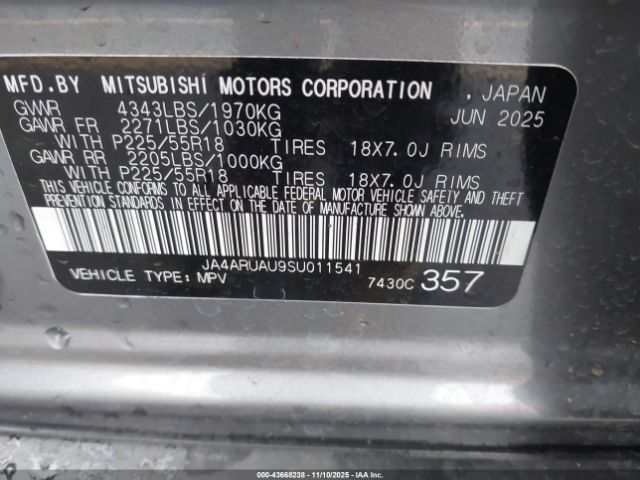 MFD.BY MITSUBISHI MOTORS CORPORATION , JAPAN
GVWR 4343LBS/1970KG JUN 2025
GAWR FR 2271LBS/1030KG
WITH P225/55R18 TIRES 18X7.0J RIMS
GAWR RR 2205LBS/1000KG
WITH P225/55R18 TIRES 18X7.0J RIMS
THIS VEHICLE CONFORMS TO ALL APPLICABLE FEDERAL MOTOR VEHICLE SAFETY AND THEFT
PREVENTION STANDARDS IN EFFECT ON THE DATE OF MANUFACTURE SHOWN ABOVE.
JA4ARUAU9SU011541
VEHICLE TYPE: MPV 7430C 357
000-43668238 - 11/10/2025 - IAA Inc.